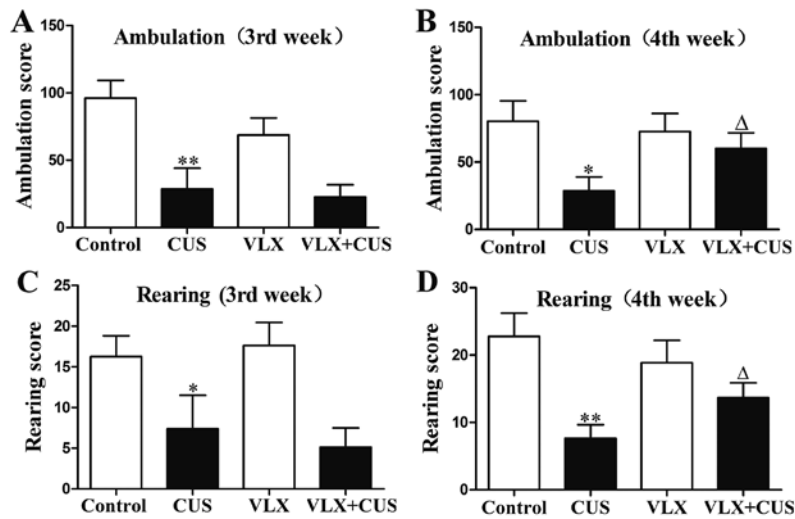 A
Ambulation（3rd week）
Ambulation score
150
100
50
0
**
Control CUS VLX VLX+CUS
B
Ambulation（4th week）
Ambulation score
150
100
50
0
*
Δ
Control CUS VLX VLX+CUS
C
Rearing (3rd week）
Rearing score
25
20
15
10
5
0
*
Control CUS VLX VLX+CUS
D
Rearing（4th week）
Rearing score
30
20
10
0
**
Δ
Control CUS VLX VLX+CUS